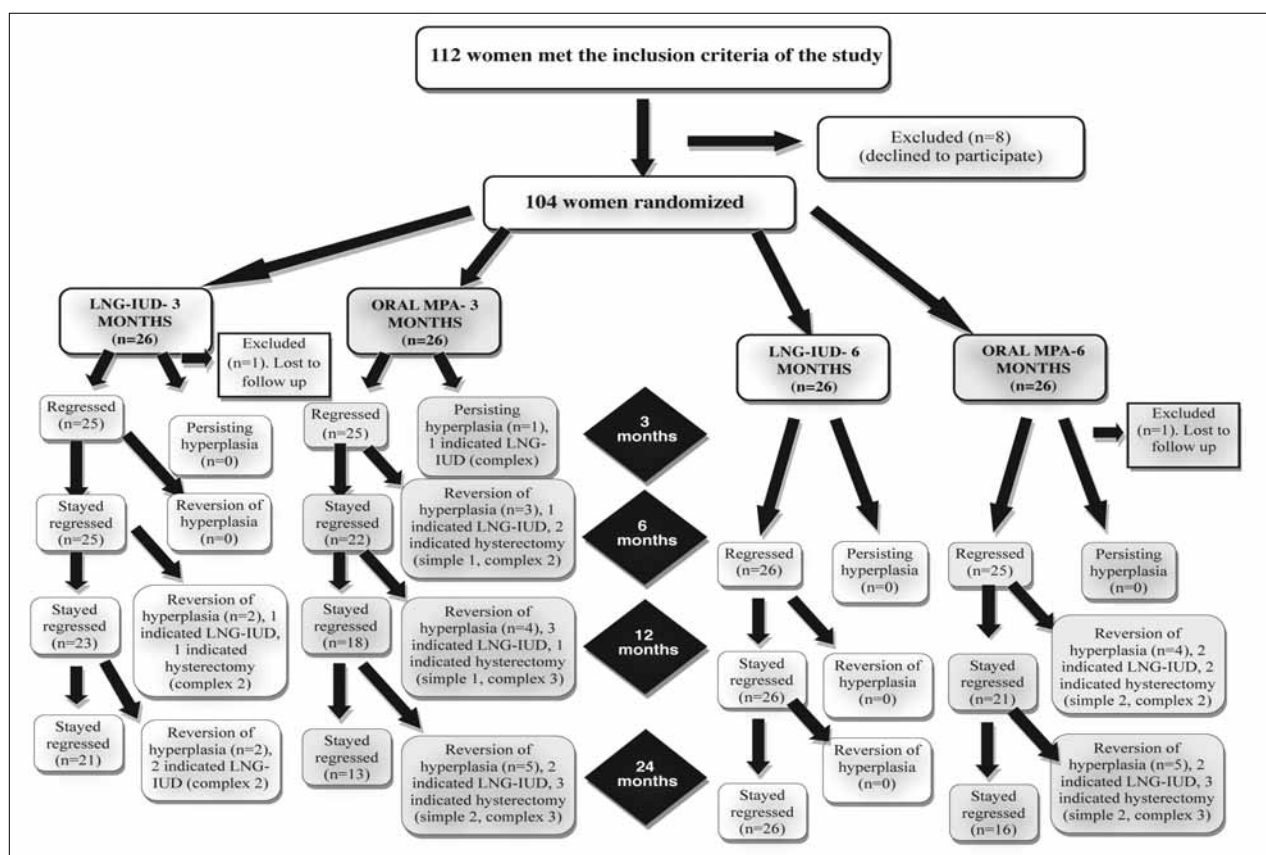 112 women met the inclusion criteria of the study
Excluded (n=8)
(declined to participate)
104 women randomized
LNG-IUD- 3
MONTHS
(n=26)
Excluded
(n=1). Lost to
follow up
Regressed
(n=25)
Persisting
hyperplasia
(n=0)
Stayed
regressed
(n=25)
Reversion of
hyperplasia
(n=0)
Stayed
regressed
(n=23)
Reversion of
hyperplasia (n=2), 1
indicated LNG-IUD,
1 indicated
hysterectomy
(complex 2)
Stayed
regressed
(n=21)
Reversion of
hyperplasia (n=2),
2 indicated LNG-
IUD (complex 2)
ORAL MPA- 3
MONTHS
(n=26)
Regressed
(n=25)
Persisting
hyperplasia (n=1),
1 indicated LNG-
IUD (complex)
Stayed
regressed
(n=22)
Reversion of
hyperplasia (n=3), 1
indicated LNG-IUD, 2
indicated hysterectomy
(simple 1, complex 2)
Stayed
regressed
(n=18)
Reversion of
hyperplasia (n=4), 3
indicated LNG-IUD, 1
indicated hysterectomy
(simple 1, complex 3)
Stayed
regressed
(n=13)
Reversion of
hyperplasia (n=5), 2
indicated LNG-IUD, 3
indicated hysterectomy
(simple 2, complex 3)
3
months
6
months
12
months
24
months
LNG-IUD- 6
MONTHS
(n=26)
Regressed
(n=26)
Persisting
hyperplasia
(n=0)
Stayed
regressed
(n=26)
Reversion of
hyperplasia
(n=0)
Stayed
regressed
(n=26)
Reversion of
hyperplasia
(n=0)
ORAL MPA-6
MONTHS
(n=26)
Excluded
(n=1). Lost to
follow up
Regressed
(n=25)
Persisting
hyperplasia
(n=0)
Stayed
regressed
(n=21)
Reversion of
hyperplasia
(n=4), 2
indicated LNG-IUD, 2
indicated hysterectomy
(simple 2, complex 2)
Stayed
regressed
(n=16)
Reversion of
hyperplasia (n=5), 2
indicated LNG-IUD, 3
indicated hysterectomy
(simple 2, complex 3)